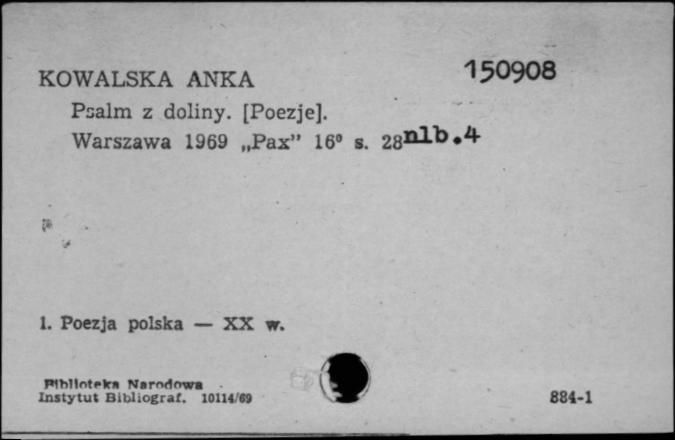 KOWALSKA ANKA 150908
Psalm z doliny. [Poezje].
Warszawa 1969 „Pax” 16⁰ s. 28nlb.4
1. Poezja polska — XX w.
Biblioteka Narodowa
Instytut Bibliograf. 10114/69
884-1